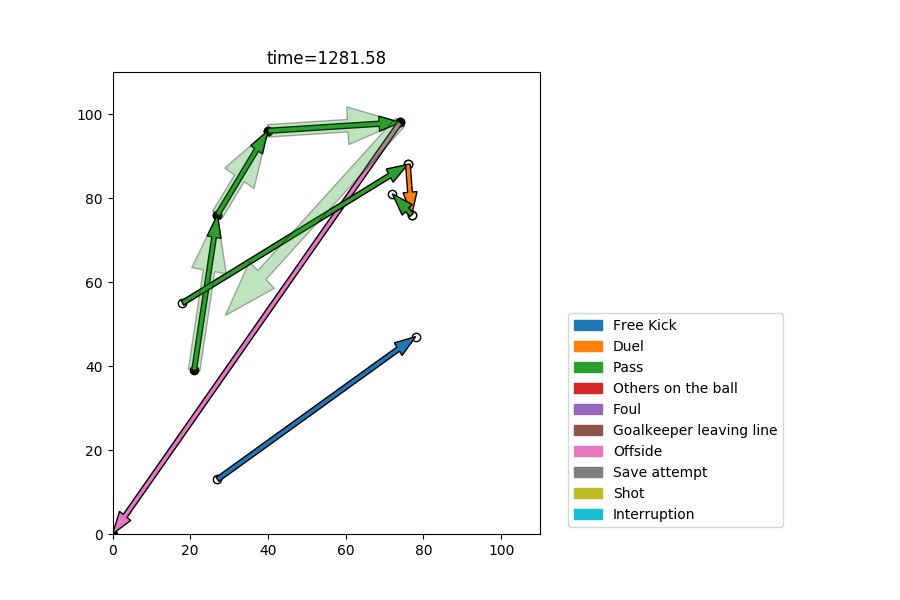 time=1281.58
100
80
60
40
20
0
0 20 40 60 80 100
Free Kick
Duel
Pass
Others on the ball
Foul
Goalkeeper leaving line
Offside
Save attempt
Shot
Interruption